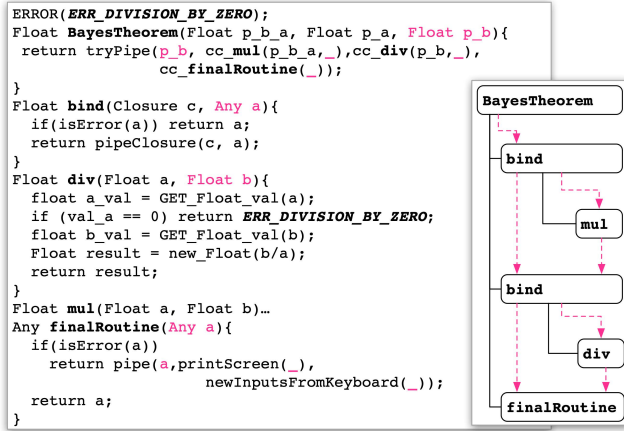 ERROR(ERR_DIVISION_BY_ZERO);
Float BayesTheorem(Float p_b_a, Float p_a, Float p_b){
return tryPipe(p_b, cc_mul(p_b_a,_),cc_div(p_b,_),
cc_finalRoutine(_));
}
Float bind(Closure c, Any a){
if(isError(a)) return a;
return pipeClosure(c, a);
}
Float div(Float a, Float b){
float a_val = GET_Float_val(a);
if (val_a == 0) return ERR_DIVISION_BY_ZERO;
float b_val = GET_Float_val(b);
Float result = new_Float(b/a);
return result;
}
Float mul(Float a, Float b)…
Any finalRoutine(Any a){
if(isError(a))
return pipe(a,printScreen(_),
newInputsFromKeyboard(_));
return a;
}
BayesTheorem
bind
mul
bind
div
finalRoutine